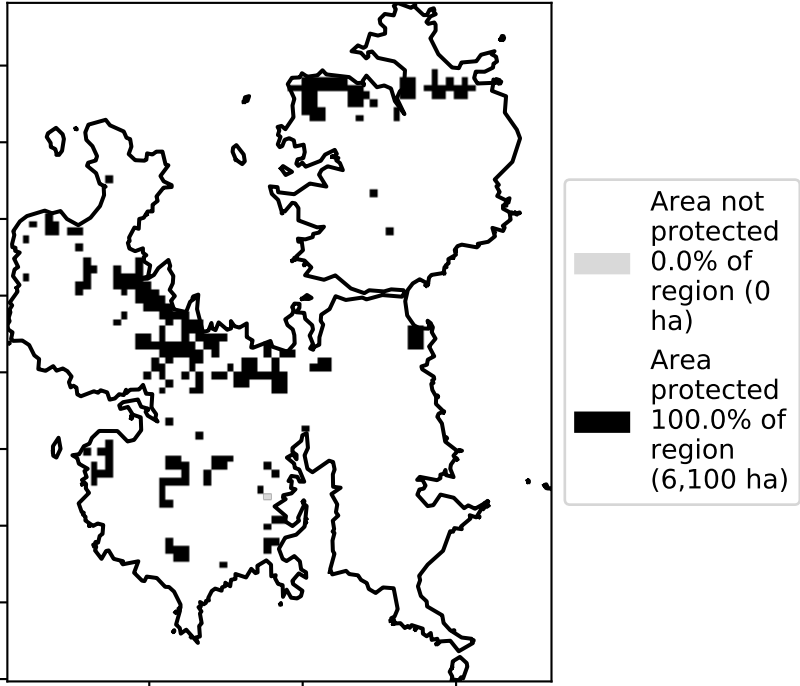 Area not
protected
0.0% of
region (0
ha)
Area
protected
100.0% of
region
(6,100 ha)